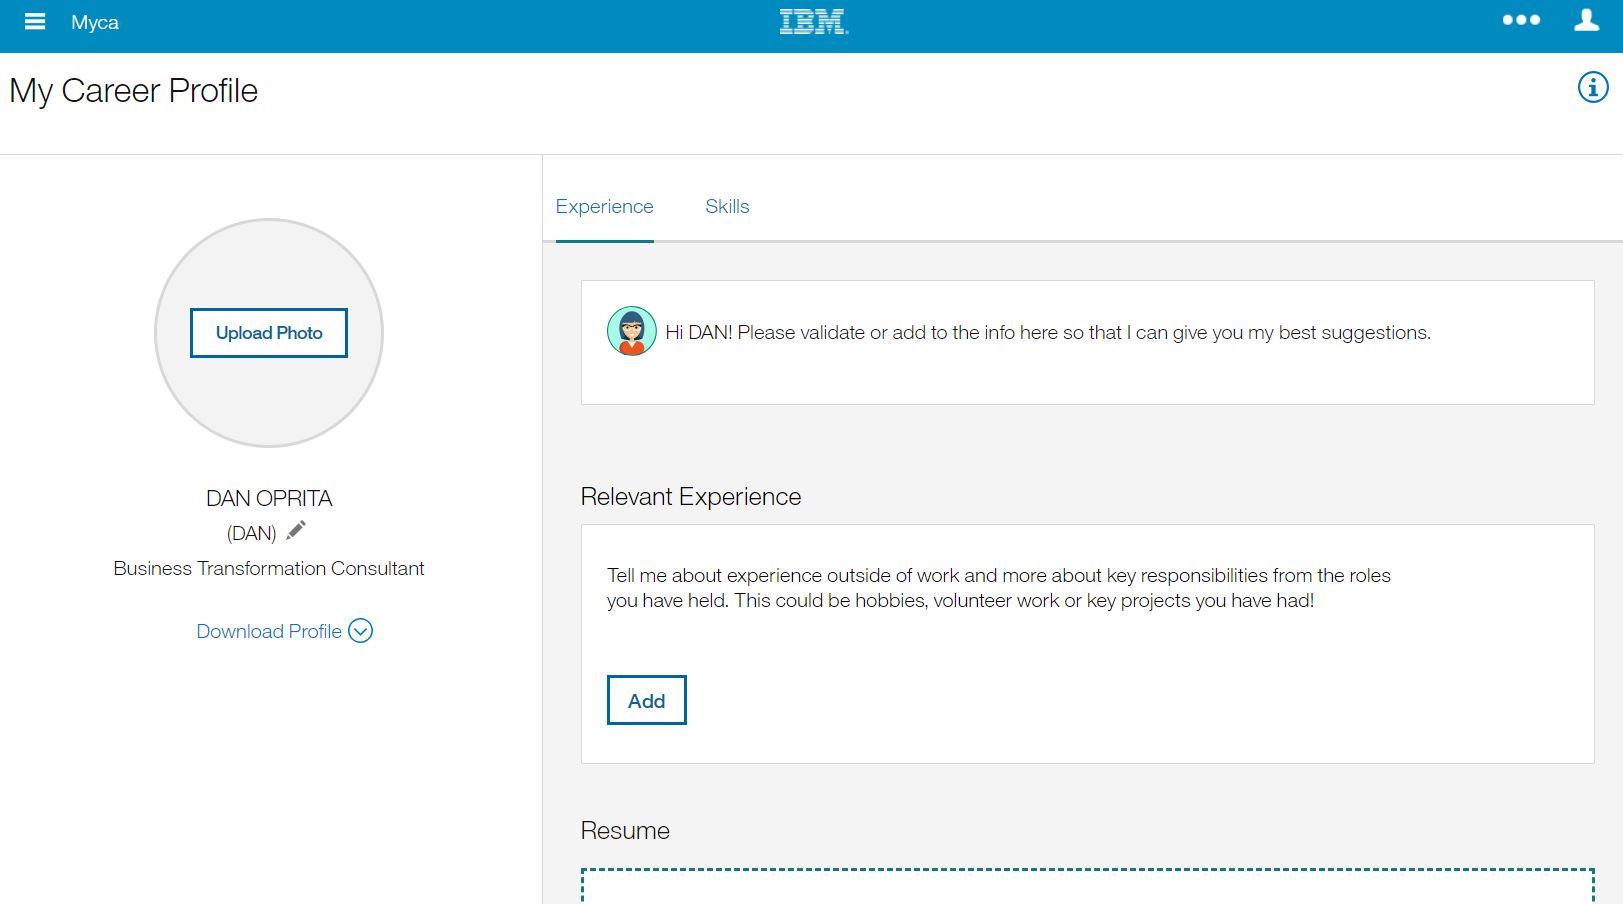 Myca
IBM
My Career Profile
Upload Photo
DAN OPRITA
(DAN)
Business Transformation Consultant
Download Profile
Experience
Skills
Hi DAN! Please validate or add to the info here so that I can give you my best suggestions.
Relevant Experience
Tell me about experience outside of work and more about key responsibilities from the roles
you have held. This could be hobbies, volunteer work or key projects you have had!
Add
Resume